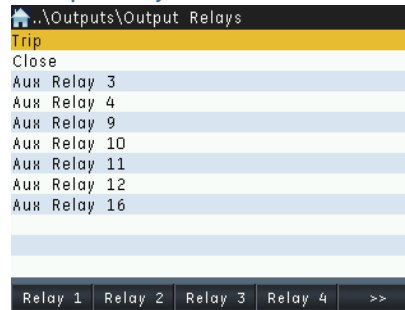 ..\Outputs\Output Relays
Trip
Close
Aux Relay 3
Aux Relay 4
Aux Relay 9
Aux Relay 10
Aux Relay 11
Aux Relay 12
Aux Relay 16
Relay 1 Relay 2 Relay 3 Relay 4 >>